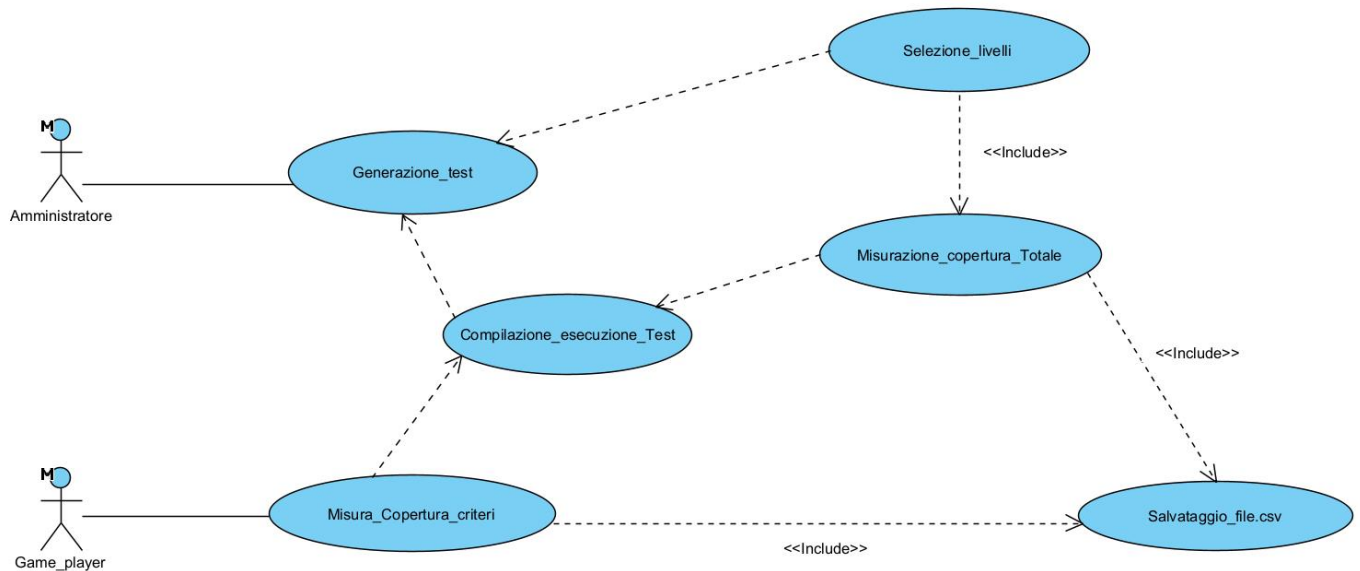 Selezione_livelli
M
Amministratore
Generazione_test
<<Include>>
Misurazione_copertura_Totale
Compilazione_esecuzione_Test
<<Include>>
M
Game_player
Misura_Copertura_criteri
<<Include>>
Salvataggio_file.csv